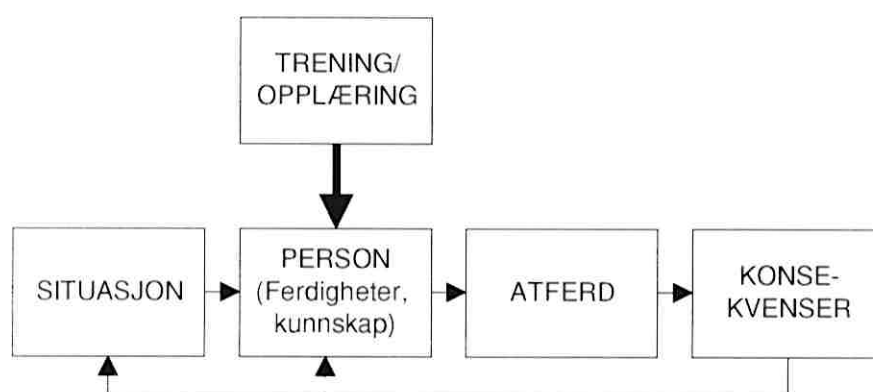 TRENING/
OPPLÆRING
SITUASJON
PERSON
(Ferdigheter,
kunnskap)
ATFERD
KONSE-
KVENSER